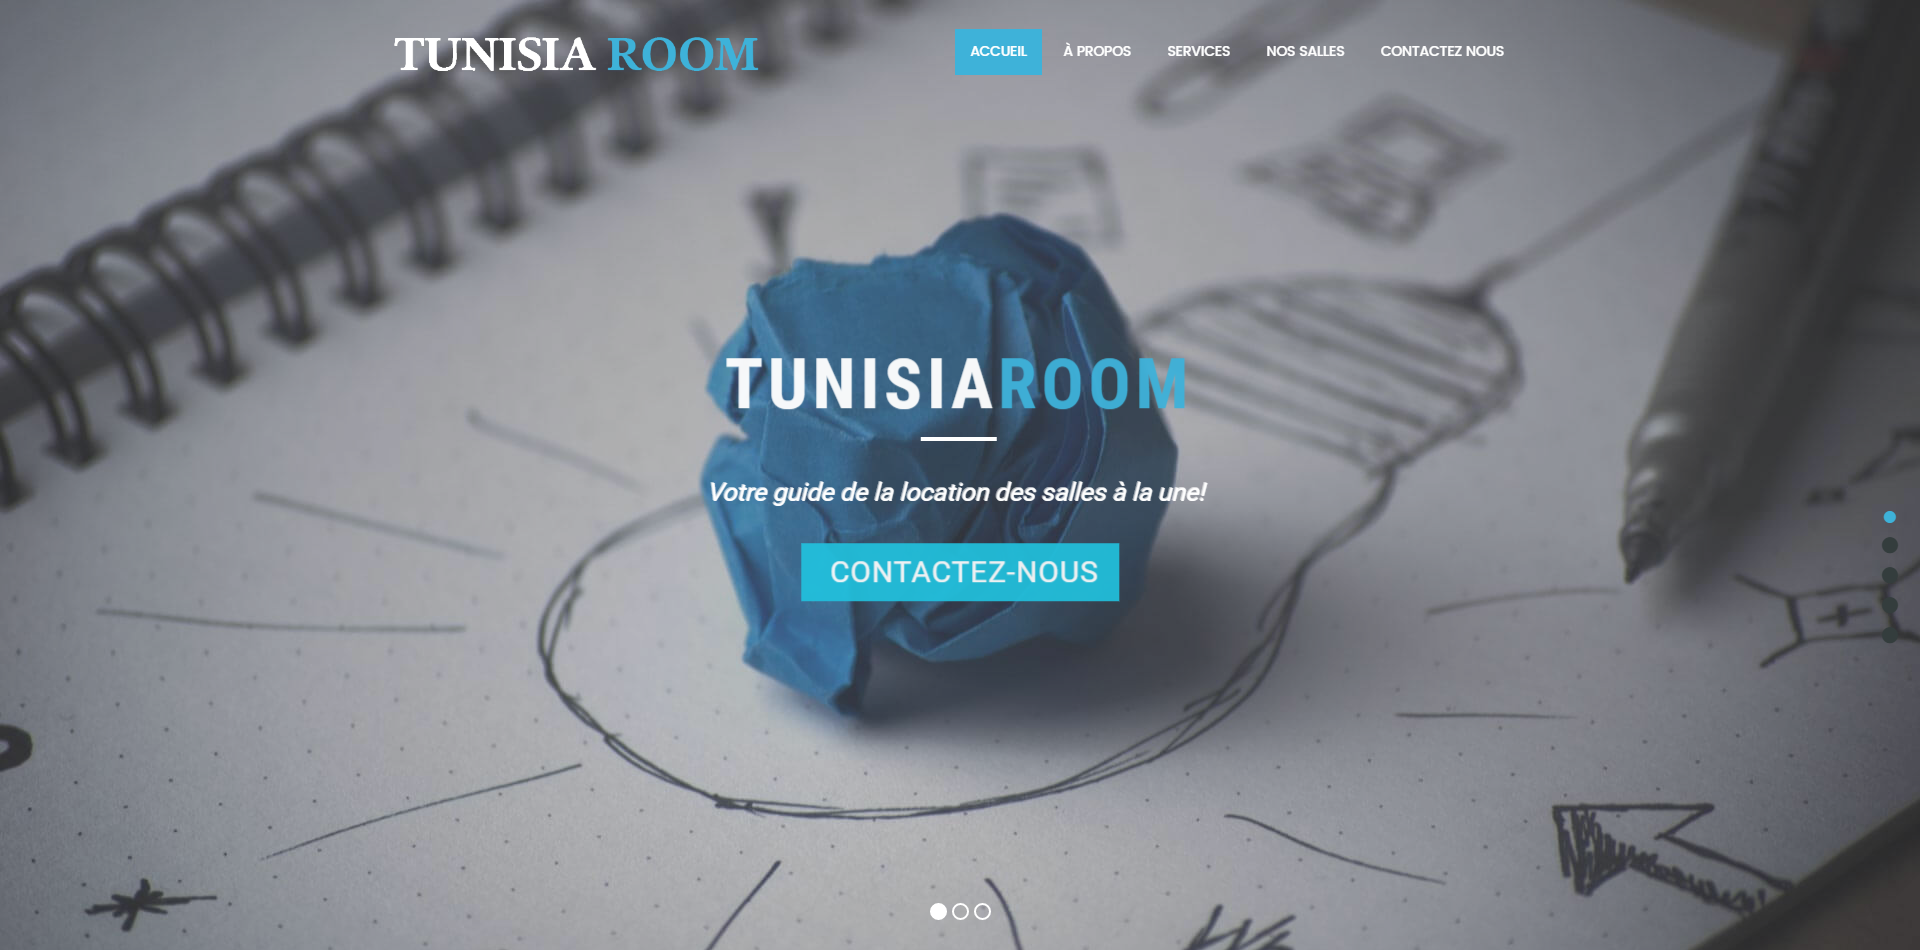 TUNISIA ROOM
ACCUEIL À PROPOS SERVICES NOS SALLES CONTACTEZ NOUS
TUNISIAROOM
Votre guide de la location des salles à la une!
CONTACTEZ-NOUS